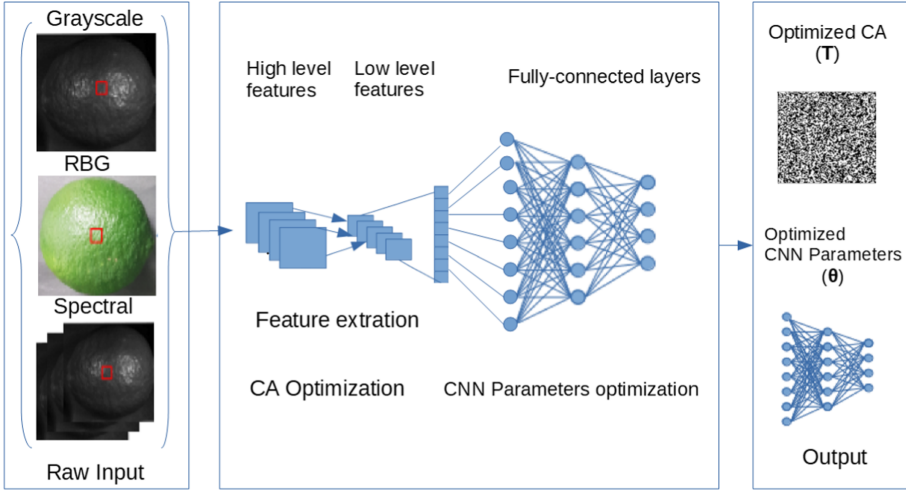 Grayscale
RBG
Spectral
Raw Input
High level
features
Low level
features
Fully-connected layers
Feature extration
CA Optimization
CNN Parameters optimization
Optimized CA
(T)
Optimized
CNN Parameters
(θ)
Output